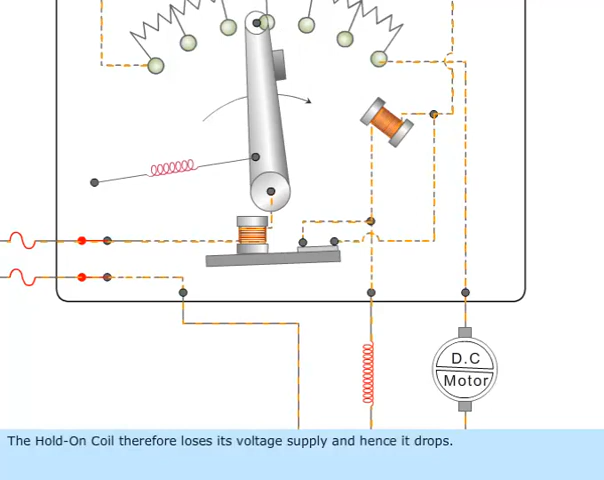 D.C
Motor
The Hold-On Coil therefore loses its voltage supply and hence it drops.